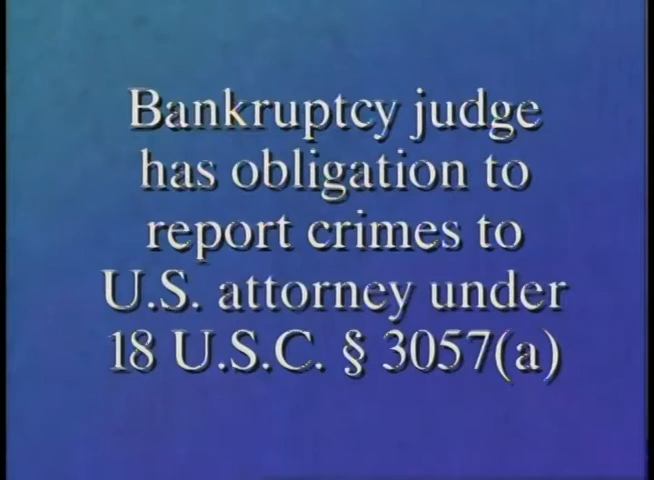 Bankruptcy judge
has obligation to
report crimes to
U.S. attorney under
18 U.S.C. § 3057(a)